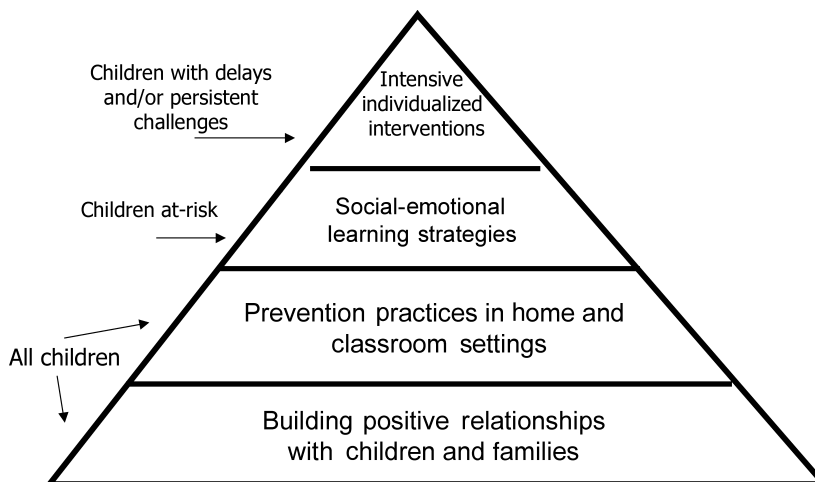 Children with delays
and/or persistent
challenges
Intensive
individualized
interventions
Children at-risk
Social-emotional
learning strategies
Prevention practices in home and
classroom settings
All children
Building positive relationships
with children and families